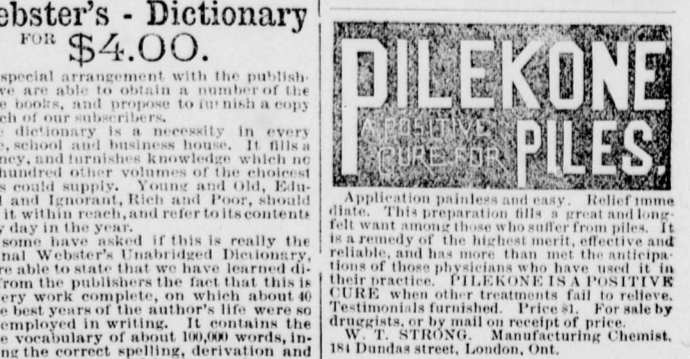 ebster's - Dictionary
FOR $4.00.
special arrangement with the publish-
ve are able to obtain a number of the
e books, and propose to furnish a copy
ch of our subscribers.
dictionary is a necessity in every
, school and business house. It fills a
ncy, and furnishes knowledge which no
hundred other volumes of the choicest
s could supply. Young and Old, Edu-
l and Ignorant, Rich and Poor, should
it within reach, and refer to its contents
y day in the year.
some have asked if this is really the
nal Webster's Unabridged Dictionary,
re able to state that we have learned di-
from the publishers the fact that this is
ery work complete, on which about 40
e best years of the author's life were so
employed in writing. It contains the
e vocabulary of about 100,000 words, in-
ng the correct spelling, derivation and
PILEKONE
A POSITIVE
CURE FOR
PILES.
Application painless and easy. Relief imme
diate. This preparation fills a great and long-
felt want among those who suffer from piles. It
is a remedy of the highest merit, effective and
reliable, and has more than met the anticipa-
tions of those physicians who have used it in
their practice. PILEKONE IS A POSITIVE
CURE when other treatments fail to relieve.
Testimonials furnished. Price $1. For sale by
druggists, or by mail on receipt of price.
W. T. STRONG. Manufacturing Chemist,
184 Dundas street, London, Ont.